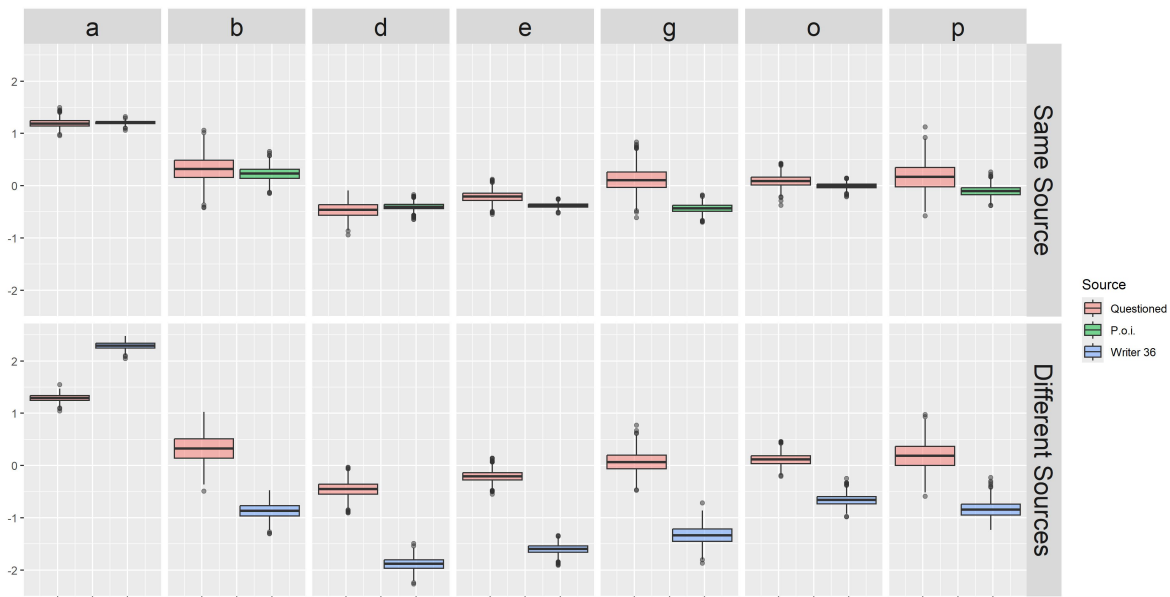 a b d e g o p
2
1
0
-1
-2
Same Source
2
1
0
-1
-2
Different Sources
Source
Questioned
P.o.i.
Writer 36